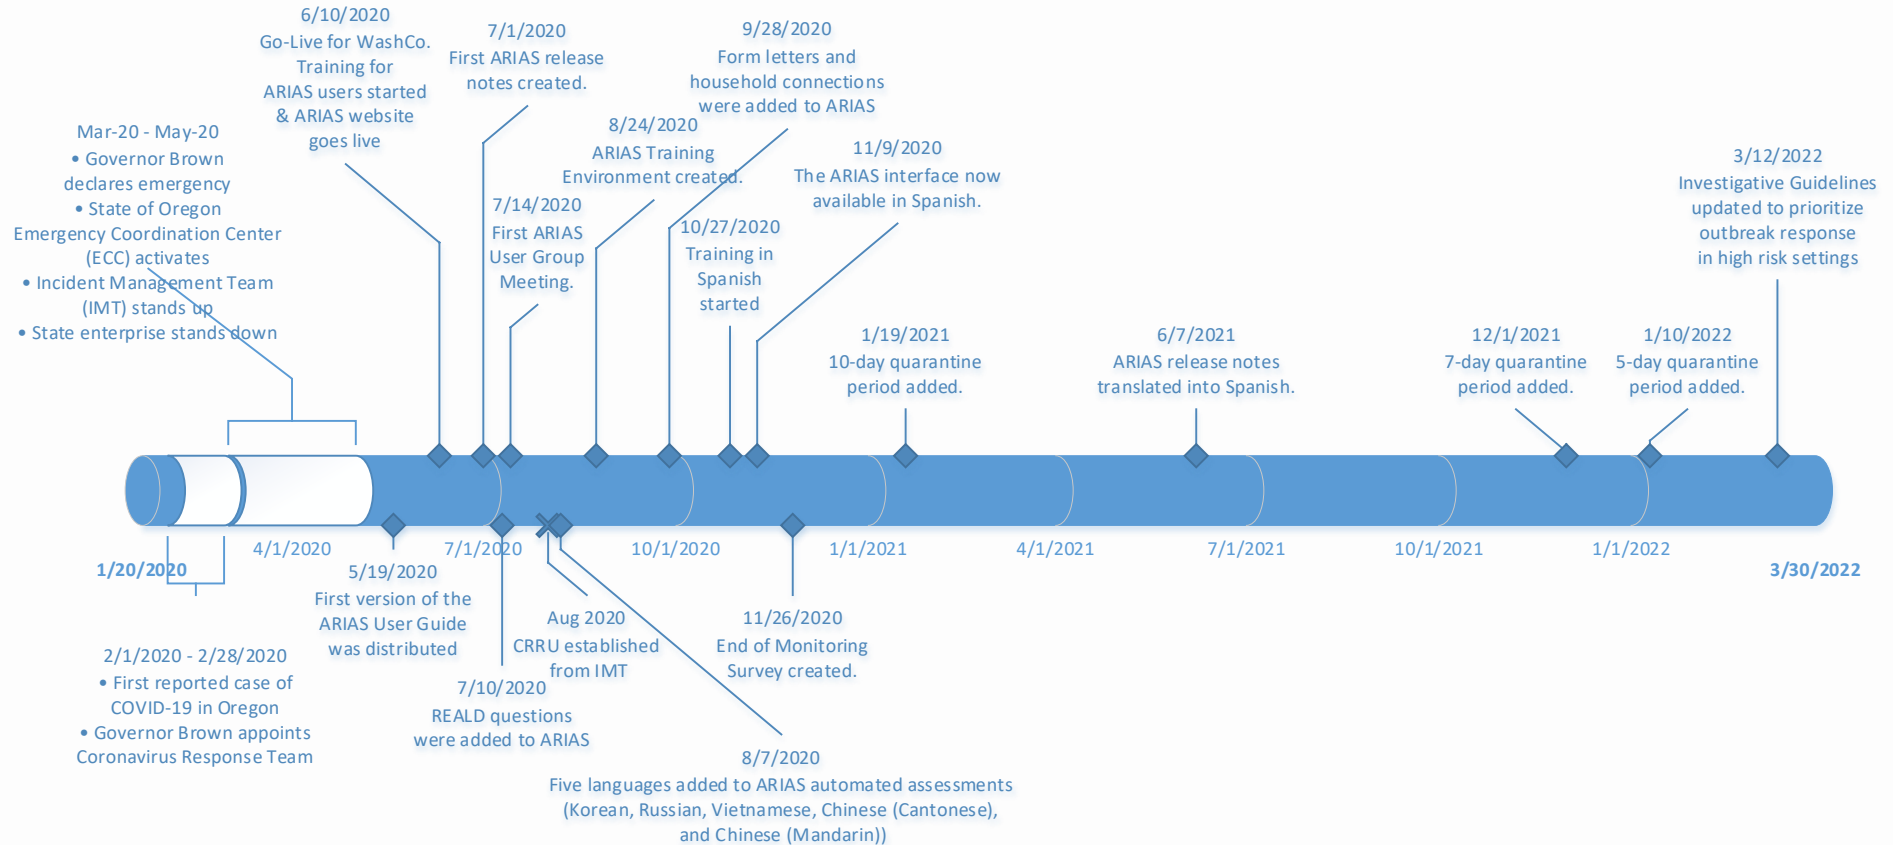 6/10/2020
Go-Live for WashCo.
Training for
ARIAS users started
& ARIAS website
goes live
7/1/2020
First ARIAS release
notes created.
9/28/2020
Form letters and
household connections
were added to ARIAS
Mar-20 - May-20
• Governor Brown
declares emergency
• State of Oregon
Emergency Coordination Center
(ECC) activates
• Incident Management Team
(IMT) stands up
• State enterprise stands down
8/24/2020
ARIAS Training
Environment created.
7/14/2020
First ARIAS
User Group
Meeting.
10/27/2020
Training in
Spanish
started
11/9/2020
The ARIAS interface now
available in Spanish.
3/12/2022
Investigative Guidelines
updated to prioritize
outbreak response
in high risk settings
1/19/2021
10-day quarantine
period added.
6/7/2021
ARIAS release notes
translated into Spanish.
12/1/2021
7-day quarantine
period added.
1/10/2022
5-day quarantine
period added.
1/20/2020
4/1/2020
7/1/2020
10/1/2020
1/1/2021
4/1/2021
7/1/2021
10/1/2021
1/1/2022
3/30/2022
5/19/2020
First version of the
ARIAS User Guide
was distributed
2/1/2020 - 2/28/2020
• First reported case of
COVID-19 in Oregon
• Governor Brown appoints
Coronavirus Response Team
Aug 2020
CRRU established
from IMT
7/10/2020
REALD questions
were added to ARIAS
11/26/2020
End of Monitoring
Survey created.
8/7/2020
Five languages added to ARIAS automated assessments
(Korean, Russian, Vietnamese, Chinese (Cantonese),
and Chinese (Mandarin))